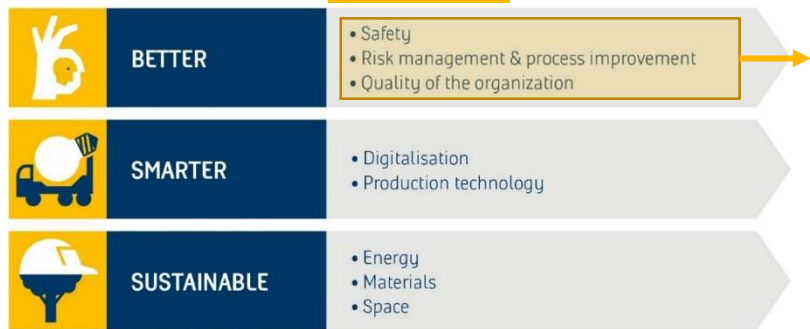 BETTER
• Safety
• Risk management & process improvement
• Quality of the organization
SMARTER
• Digitalisation
• Production technology
SUSTAINABLE
• Energy
• Materials
• Space